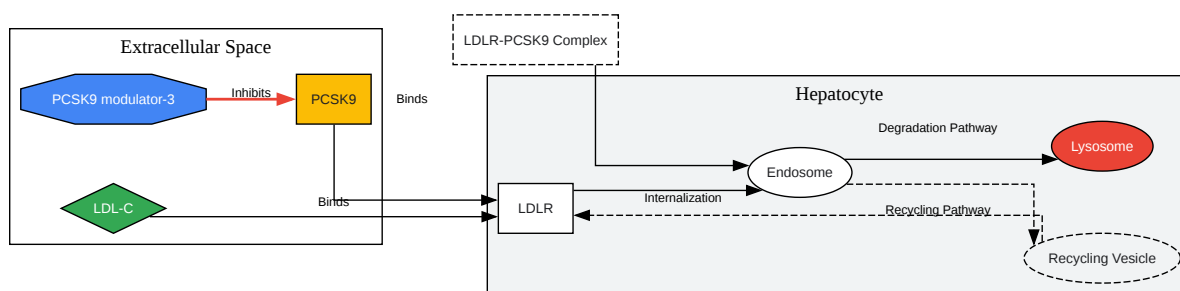 LDLR-PCSK9 Complex
Extracellular Space
PCSK9 modulator-3
Inhibits
PCSK9
Binds
Hepatocyte
Degradation Pathway
Lysosome
Endosome
LDL-C
Binds
LDLR
Internalization
Recycling Pathway
Recycling Vesicle